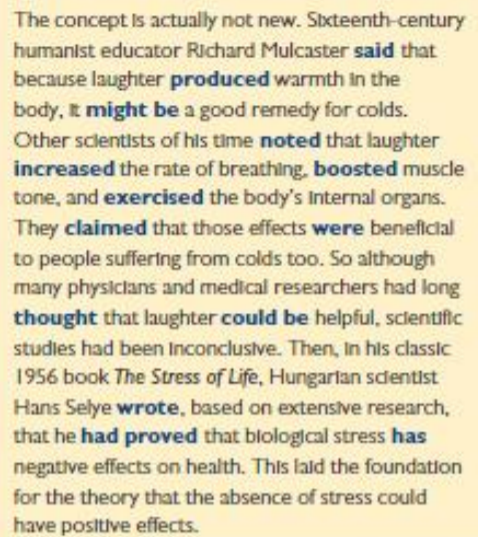 The concept is actually not new. Sixteenth-century
humanist educator Richard Mulcaster said that
because laughter produced warmth in the
body, it might be a good remedy for colds.
Other scientists of his time noted that laughter
increased the rate of breathing, boosted muscle
tone, and exercised the body's internal organs.
They claimed that those effects were beneficial
to people suffering from colds too. So although
many physicians and medical researchers had long
thought that laughter could be helpful, scientific
studies had been inconclusive. Then, in his classic
1956 book The Stress of Life, Hungarian scientist
Hans Selye wrote, based on extensive research,
that he had proved that biological stress has
negative effects on health. This laid the foundation
for the theory that the absence of stress could
have positive effects.